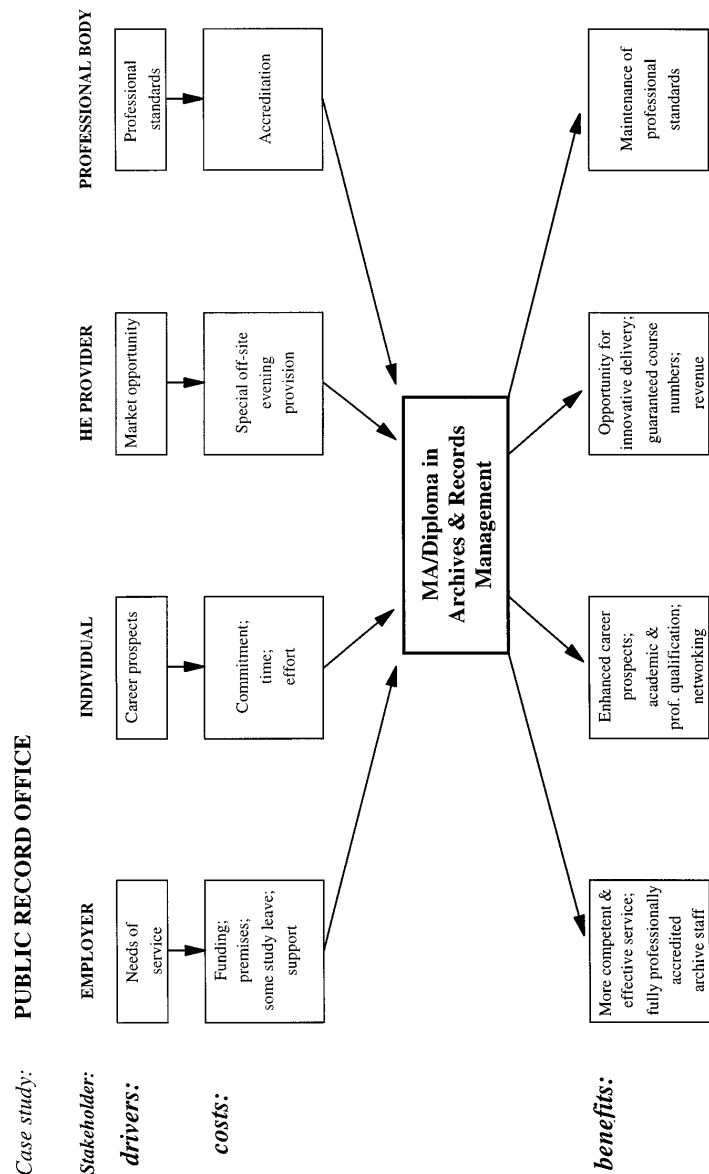 Case study: PUBLIC RECORD OFFICE
Stakeholder: EMPLOYER INDIVIDUAL HE PROVIDER PROFESSIONAL BODY
drivers:
Needs of
service
Career prospects
Market opportunity
Professional
standards
costs:
Funding;
premises;
some study leave;
support
Commitment;
time;
effort
Special off-site
evening
provision
Accreditation
MA/Diploma in
Archives & Records
Management
benefits:
More competent &
effective service;
fully professionally
accredited
archive staff
Enhanced career
prospects;
academic &
prof. qualification;
networking
Opportunity for
innovative delivery;
guaranteed course
numbers;
revenue
Maintenance of
professional
standards